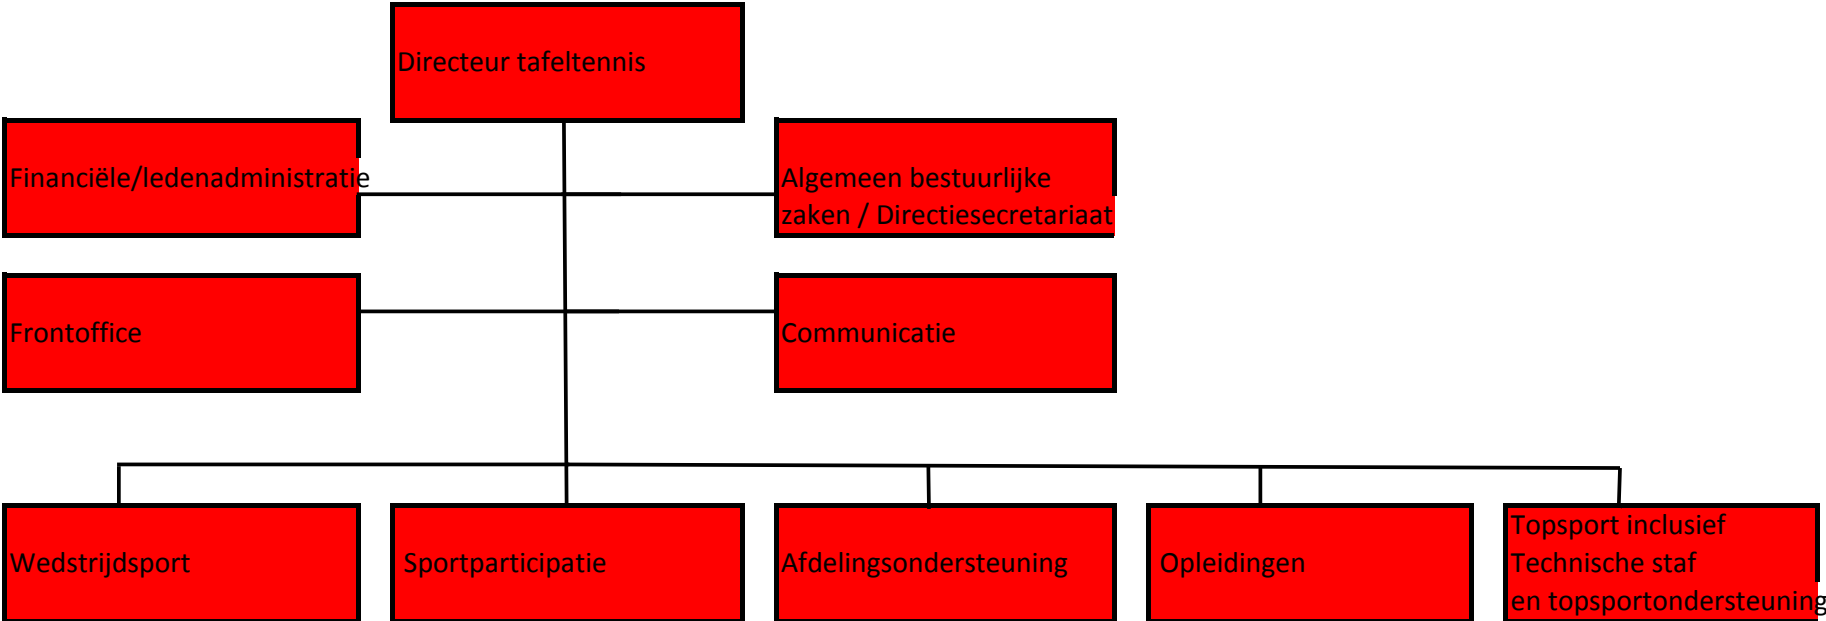 Directeur tafeltennis
Financiële/ledenadministratie
Algemeen bestuurlijke
zaken / Directiesecretariaat
Frontoffice
Communicatie
Wedstrijdsport
Sportparticipatie
Afdelingsondersteuning
Opleidingen
Topsport inclusief
Technische staf
en topsportondersteuning